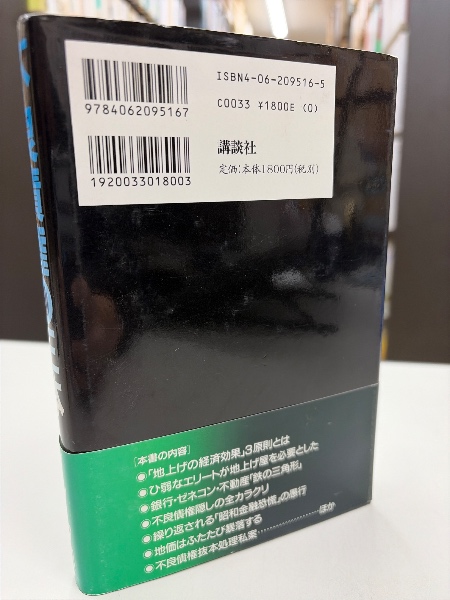 9784062095167
1920033018003
ISBN4-06-209516-5
C0033 ¥1800E (0)
講談社
定価:本体1800円(税別)
[本書の内容]
●「地上げの経済効果」3原則とは
●ひ弱なエリートが地上げ屋を必要とした
●銀行・ゼネコン・不動産「鉄の三角形」
●不良債権隠しの全カラクリ
●繰り返される「昭和金融恐慌」の愚行
●地価はふたたび暴落する
●不良債権抜本処理私案……………ほか